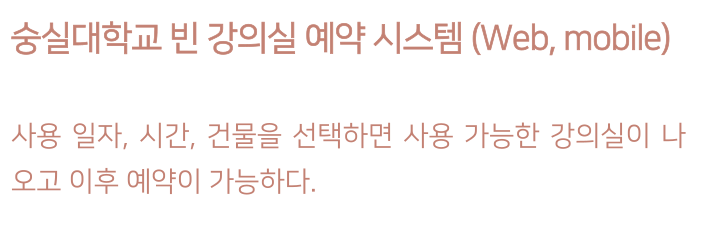 숭실대학교 빈 강의실 예약 시스템 (Web, mobile)
사용 일자, 시간, 건물을 선택하면 사용 가능한 강의실이 나
오고 이후 예약이 가능하다.